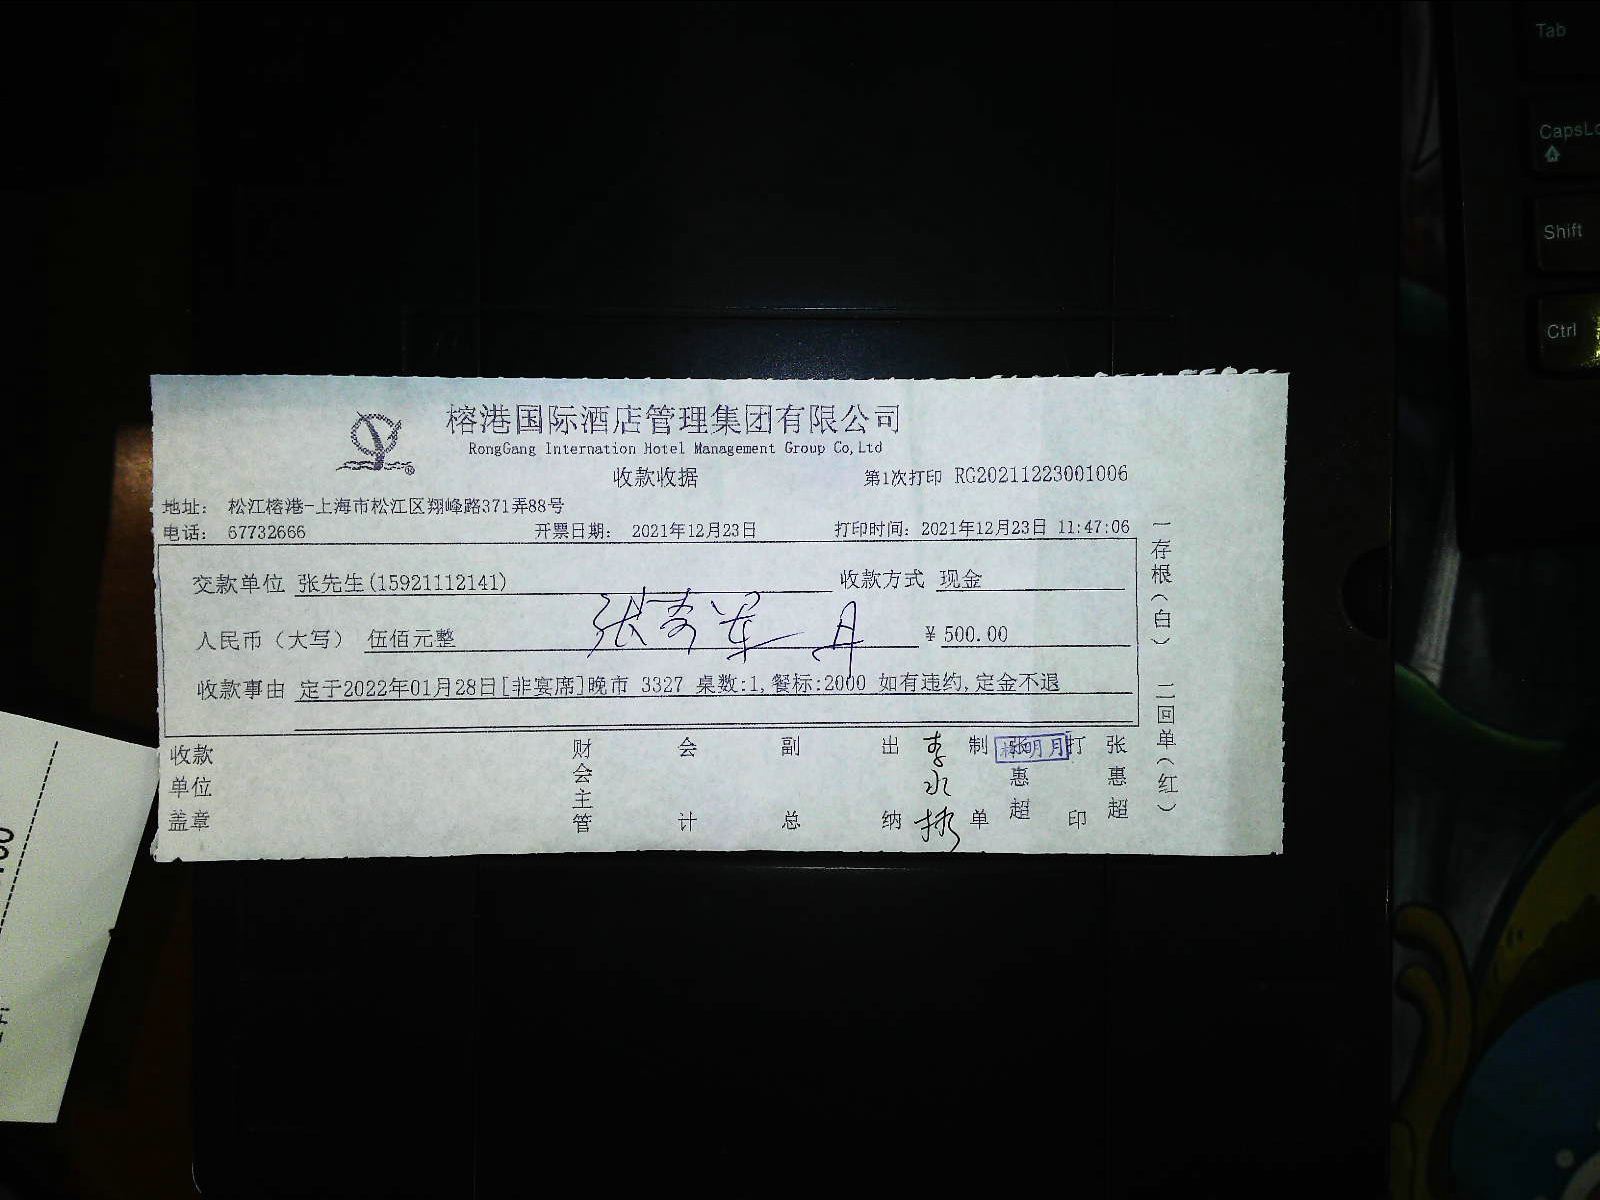 榕港国际酒店管理集团有限公司
RongGang Internation Hotel Management Group Co,Ltd
收款收据
第1次打印 RG20211223001006
地址: 松江榕港-上海市松江区翔峰路371弄88号
电话: 67732666 开票日期: 2021年12月23日 打印时间: 2021年12月23日 11:47:06
交款单位 张先生(15921112141) 收款方式 现金
人民币（大写） 伍佰元整 ¥500.00
收款事由 定于2022年01月28日[非宴席]晚市 3327 桌数:1,餐标:2000 如有违约,定金不退
收款单位盖章 财会主管 会计 副总 出纳 李水 制单 张惠超 打印 张惠超
明月
一存根(白) 二回单(红)
Tab
CapsLo
Shift
Ctrl